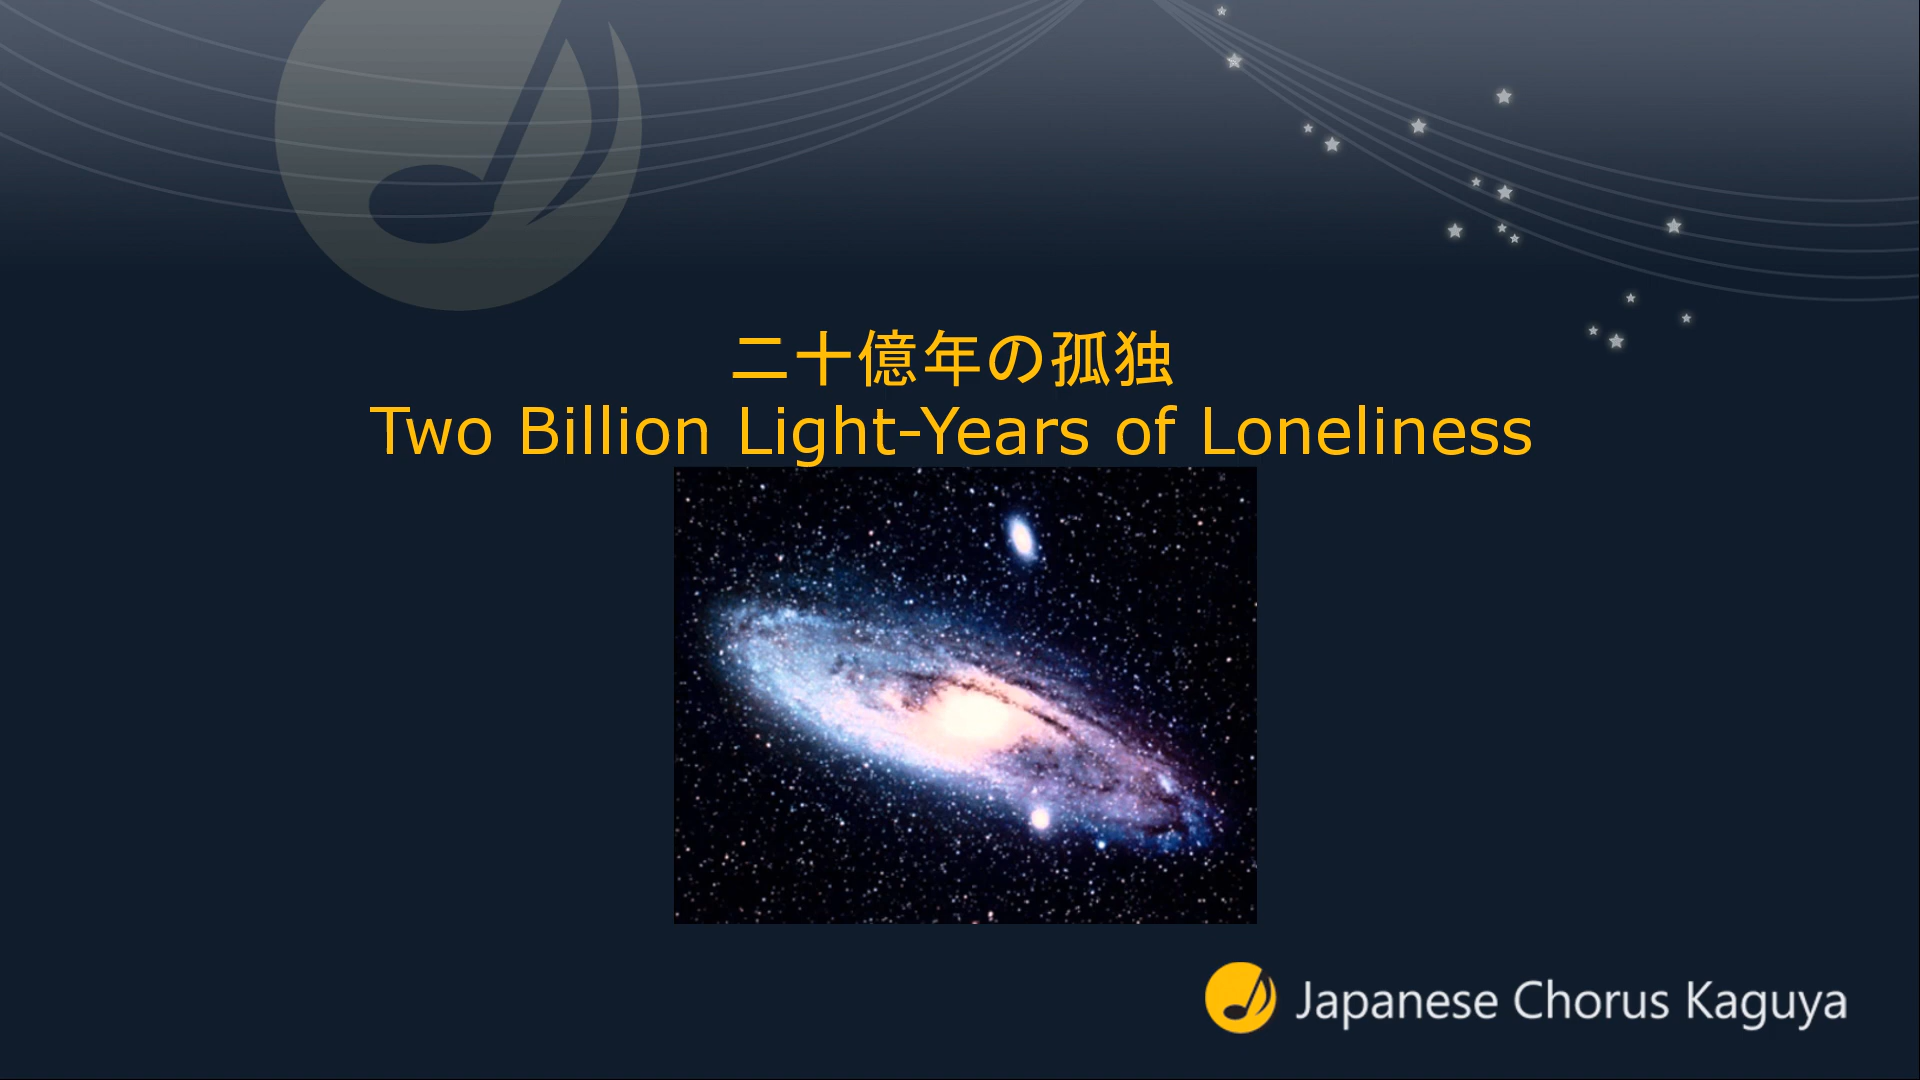 二十億年の孤独
Two Billion Light-Years of Loneliness
Japanese Chorus Kaguya